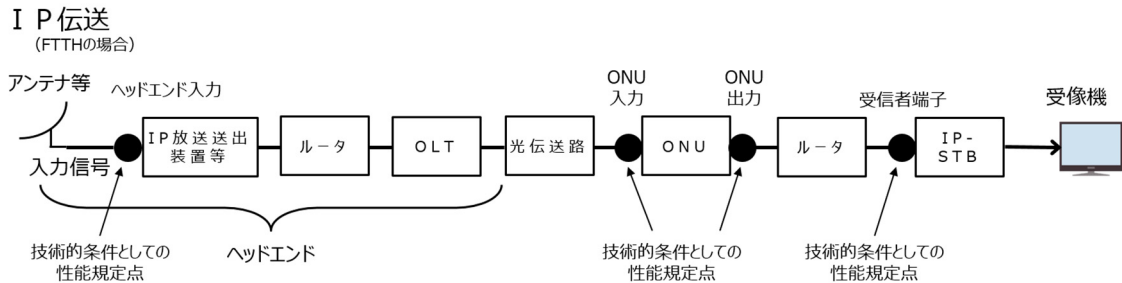 ＩＰ伝送
(FTTHの場合)
アンテナ等
ヘッドエンド入力
ONU
入力
ONU
出力
受信者端子
受像機
入力信号
IP放送送出
装置等
ルータ
OLT
光伝送路
ONU
ルータ
IP-
STB
技術的条件としての
性能規定点
ヘッドエンド
技術的条件としての
性能規定点
技術的条件としての
性能規定点